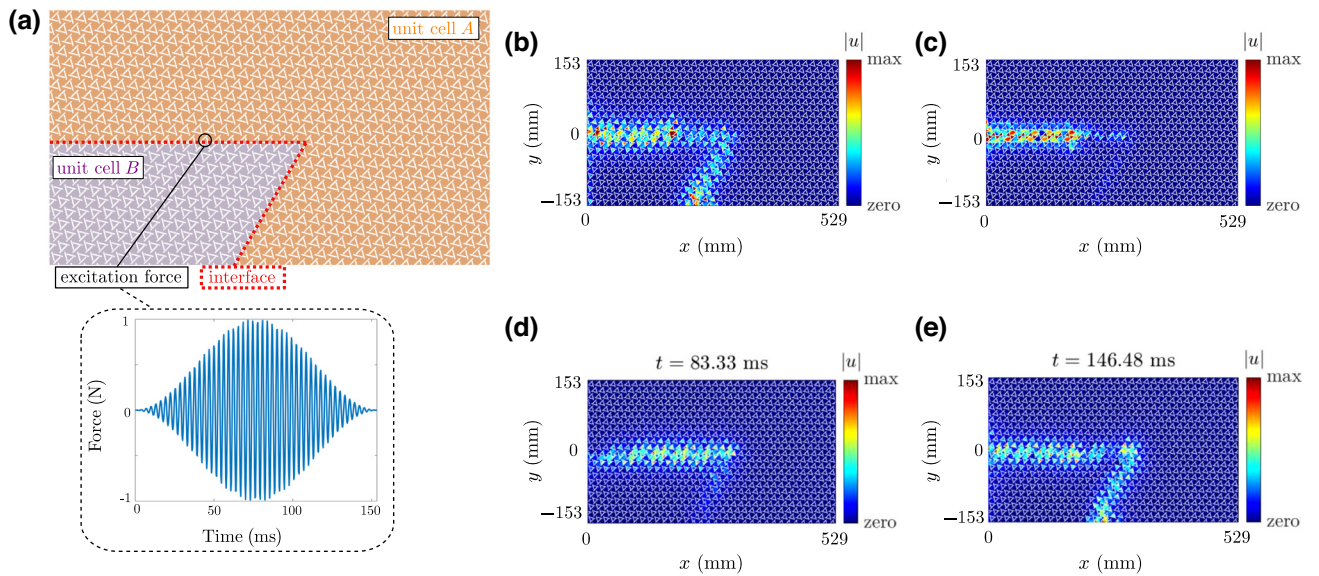 (a)
unit cell A
unit cell B
excitation force
interface
1
0
-1
Force (N)
0
50
100
150
Time (ms)
(b)
|u|
153
0
−153
y (mm)
0
529
x (mm)
max
zero
(c)
|u|
153
0
−153
y (mm)
0
529
x (mm)
max
zero
(d)
t = 83.33 ms
|u|
153
0
−153
y (mm)
0
529
x (mm)
max
zero
(e)
t = 146.48 ms
|u|
153
0
−153
y (mm)
0
529
x (mm)
max
zero